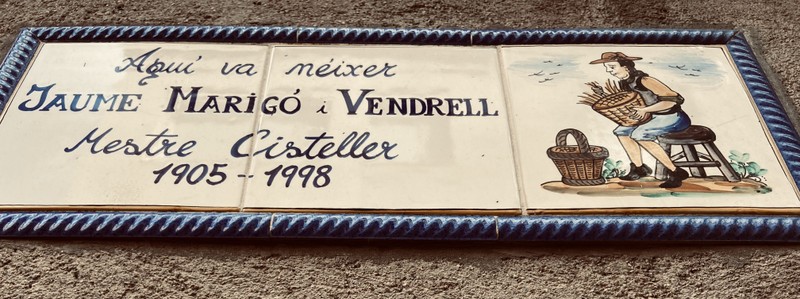 Aquí va néixer
JAUME MARIGÓ i VENDRELL
Mestre Cisteller
1905 - 1998